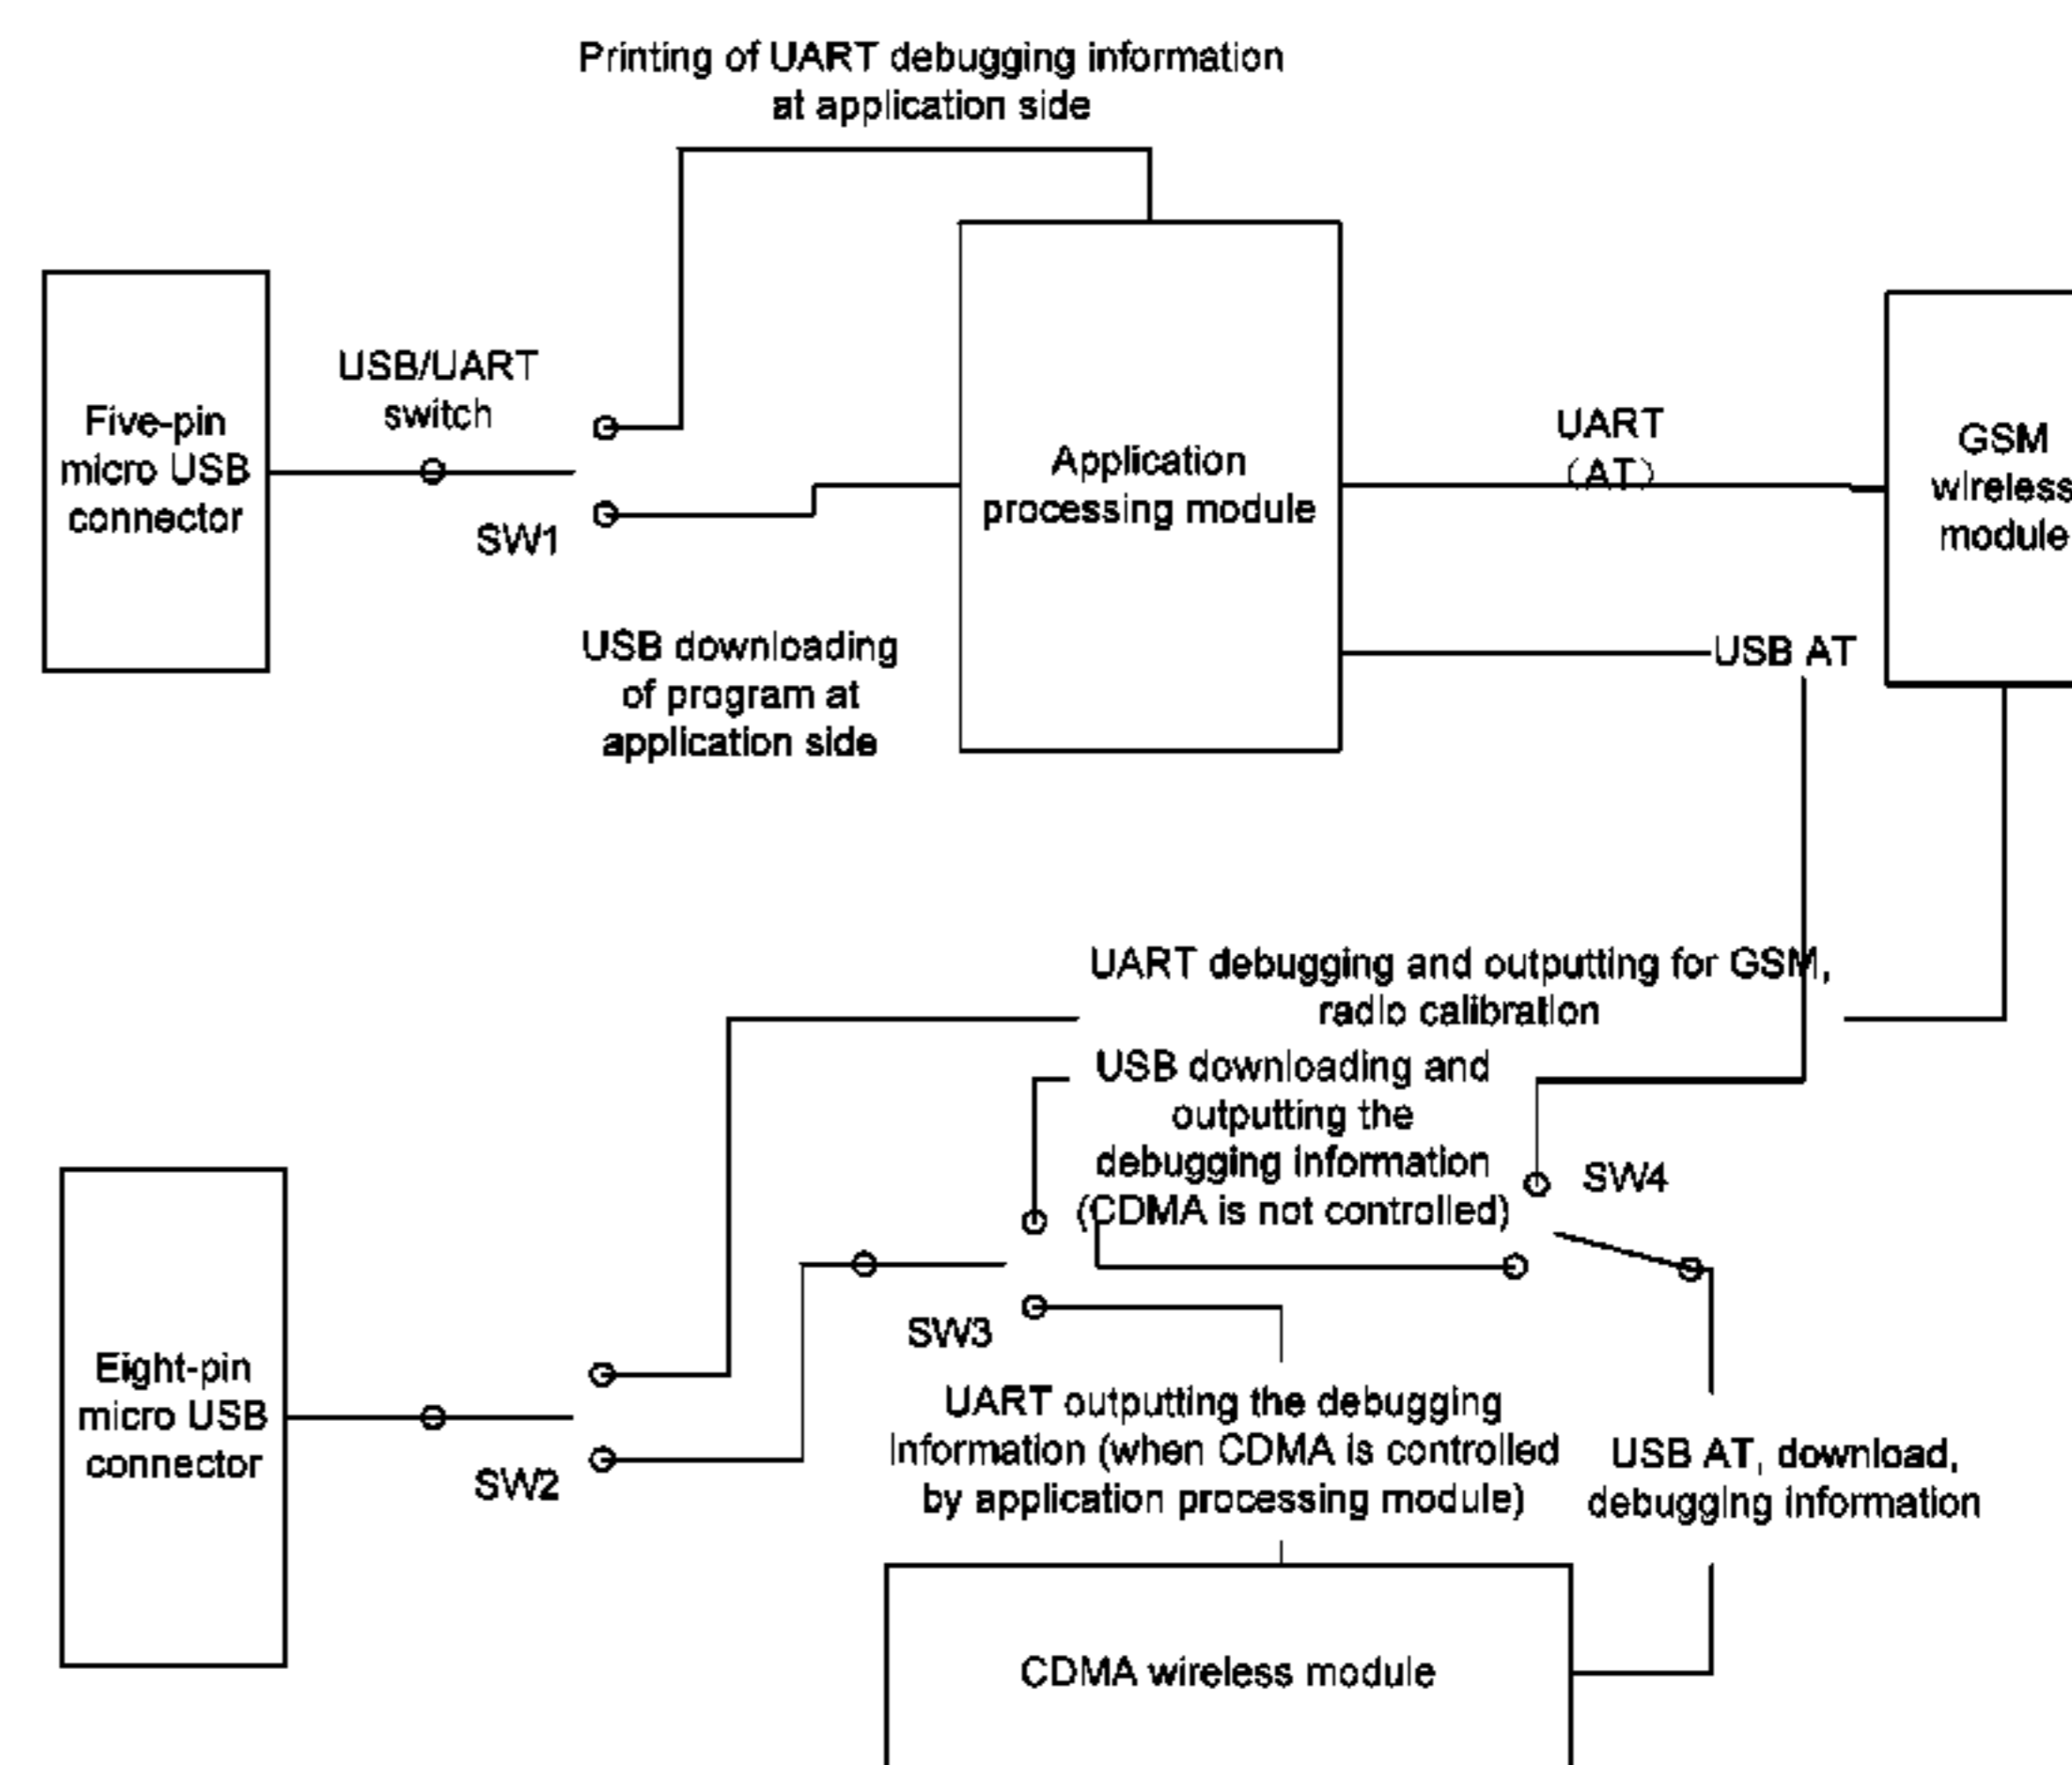 Printing of UART debugging information
at application side
USB/UART
switch
Five-pin
micro USB
connector
SW1
Application
processing module
UART
(AT)
GSM
wireless
module
USB downloading
of program at
application side
USB AT
UART debugging and outputting for GSM,
radio calibration
USB downloading and
outputting the
debugging information
(CDMA is not controlled)
SW4
SW3
Eight-pin
micro USB
connector
SW2
UART outputting the debugging
information (when CDMA is controlled
by application processing module)
USB AT, download,
debugging information
CDMA wireless module